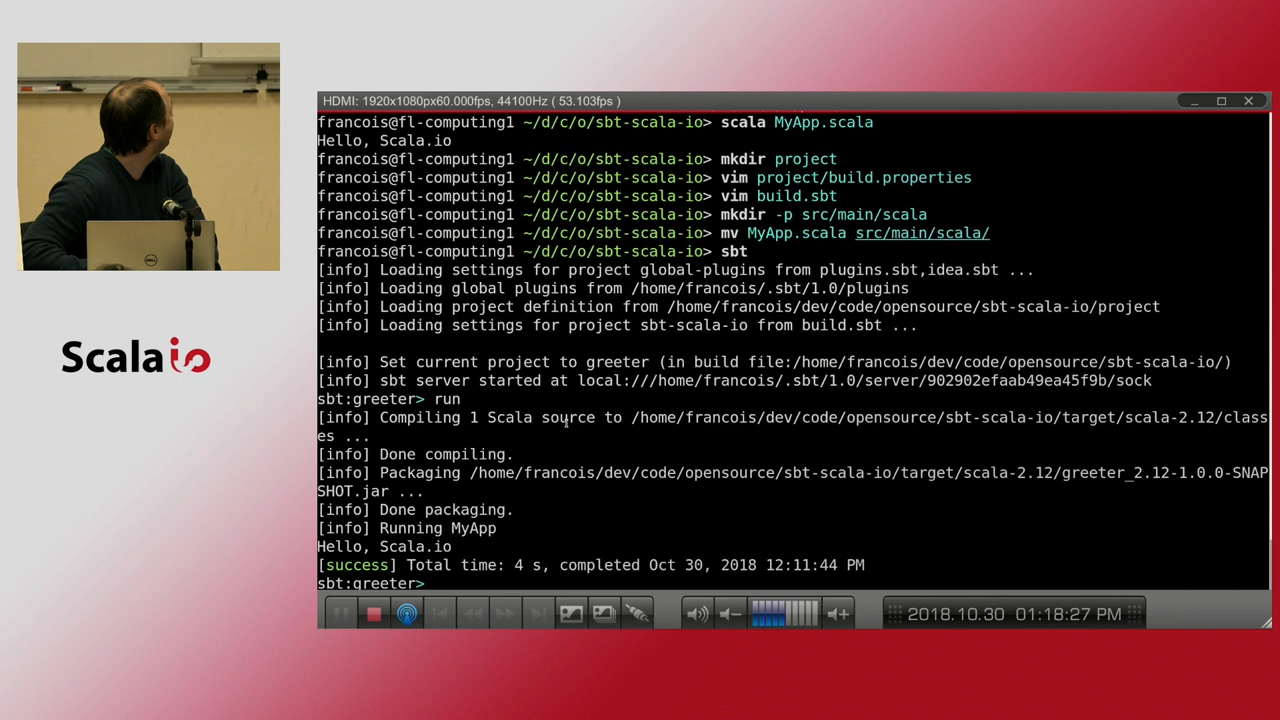 HDMI: 1920x1080px60.000fps, 44100Hz ( 53.103fps )
francois@fl-computing1 ~/d/c/o/sbt-scala-io> scala MyApp.scala
Hello, Scala.io
francois@fl-computing1 ~/d/c/o/sbt-scala-io> mkdir project
francois@fl-computing1 ~/d/c/o/sbt-scala-io> vim project/build.properties
francois@fl-computing1 ~/d/c/o/sbt-scala-io> vim build.sbt
francois@fl-computing1 ~/d/c/o/sbt-scala-io> mkdir -p src/main/scala
francois@fl-computing1 ~/d/c/o/sbt-scala-io> mv MyApp.scala src/main/scala/
francois@fl-computing1 ~/d/c/o/sbt-scala-io> sbt
[info] Loading settings for project global-plugins from plugins.sbt,idea.sbt ...
[info] Loading global plugins from /home/francois/.sbt/1.0/plugins
[info] Loading project definition from /home/francois/dev/code/opensource/sbt-scala-io/project
[info] Loading settings for project sbt-scala-io from build.sbt ...
[info] Set current project to greeter (in build file:/home/francois/dev/code/opensource/sbt-scala-io/)
[info] sbt server started at local:///home/francois/.sbt/1.0/server/902902efaab49ea45f9b/sock
sbt:greeter> run
[info] Compiling 1 Scala source to /home/francois/dev/code/opensource/sbt-scala-io/target/scala-2.12/class
es ...
[info] Done compiling.
[info] Packaging /home/francois/dev/code/opensource/sbt-scala-io/target/scala-2.12/greeter_2.12-1.0.0-SNAP
SHOT.jar ...
[info] Done packaging.
[info] Running MyApp
Hello, Scala.io
[success] Total time: 4 s, completed Oct 30, 2018 12:11:44 PM
sbt:greeter>
2018.10.30 01:18:27 PM
DELL
Scala io